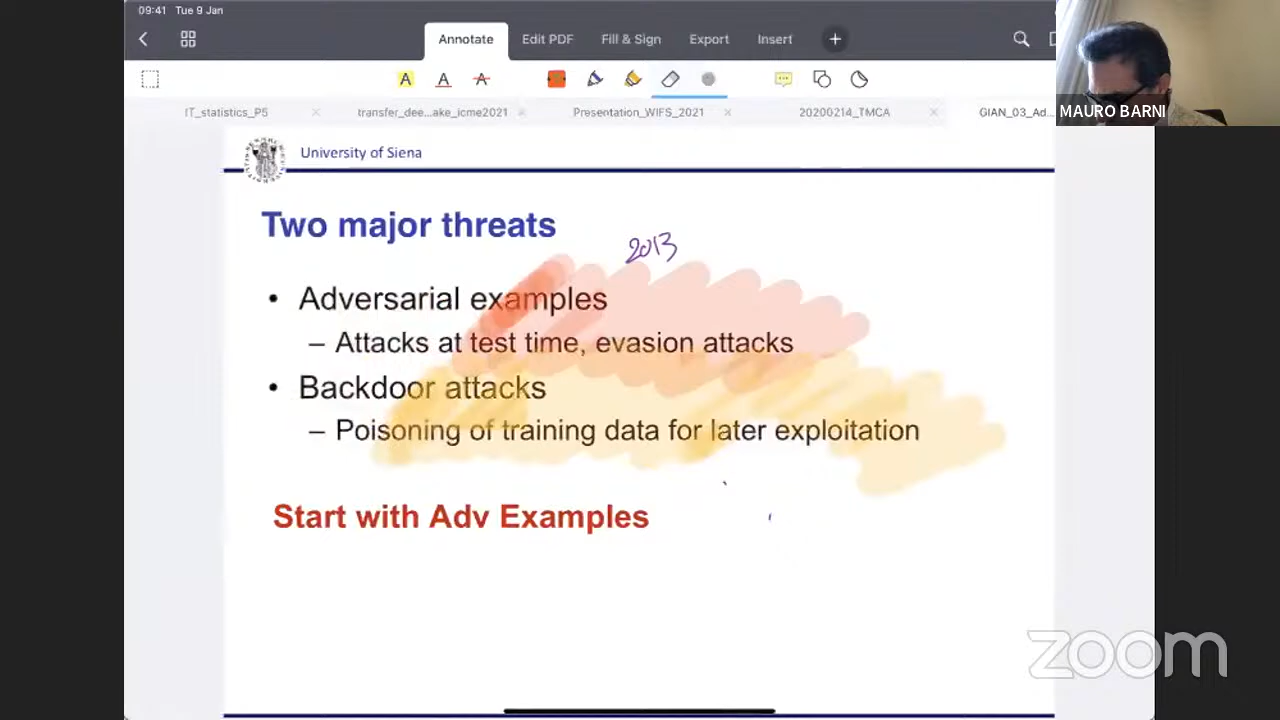 09:41 Tue 9 Jan
Annotate Edit PDF Fill & Sign Export Insert
MAURO BARNI
IT_statistics_P5 transfer_dee...ake_icme2021 Presentation_WIFS_2021 20200214_TMCA GIAN_03_Ad...
University of Siena
Two major threats
2013
• Adversarial examples
– Attacks at test time, evasion attacks
• Backdoor attacks
– Poisoning of training data for later exploitation
Start with Adv Examples
zoom